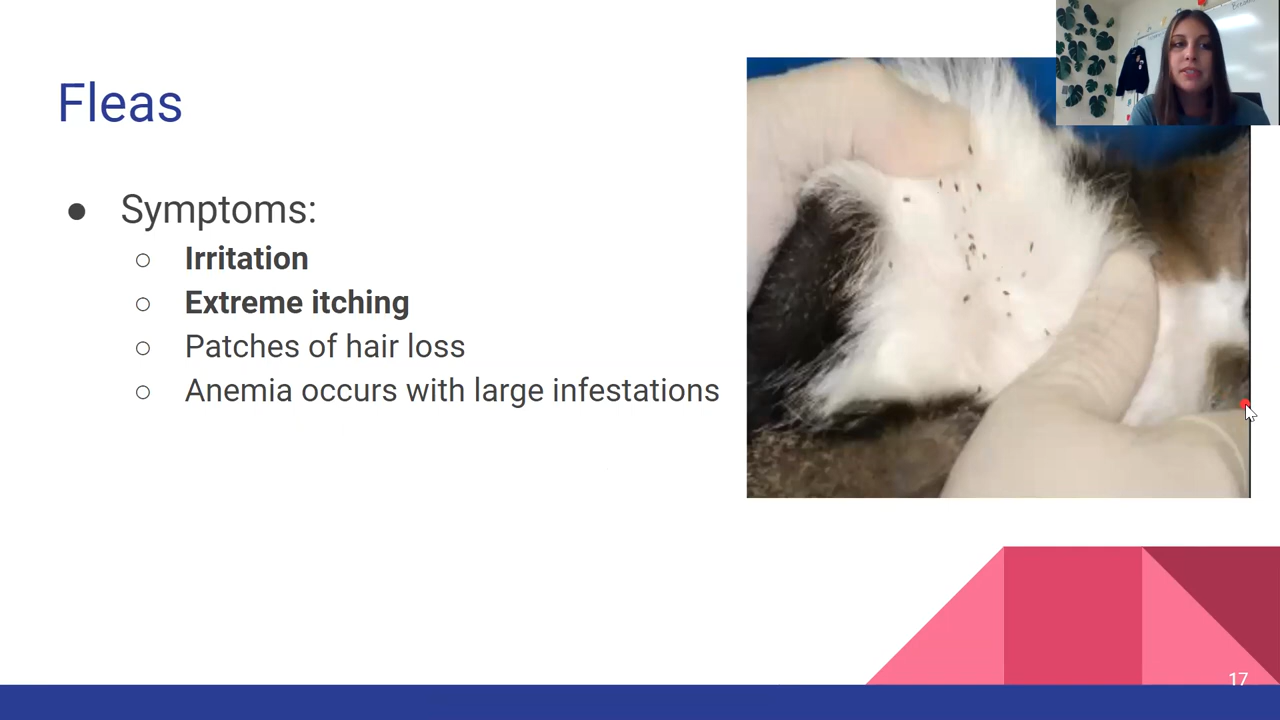 Fleas
● Symptoms:
○ Irritation
○ Extreme itching
○ Patches of hair loss
○ Anemia occurs with large infestations
17